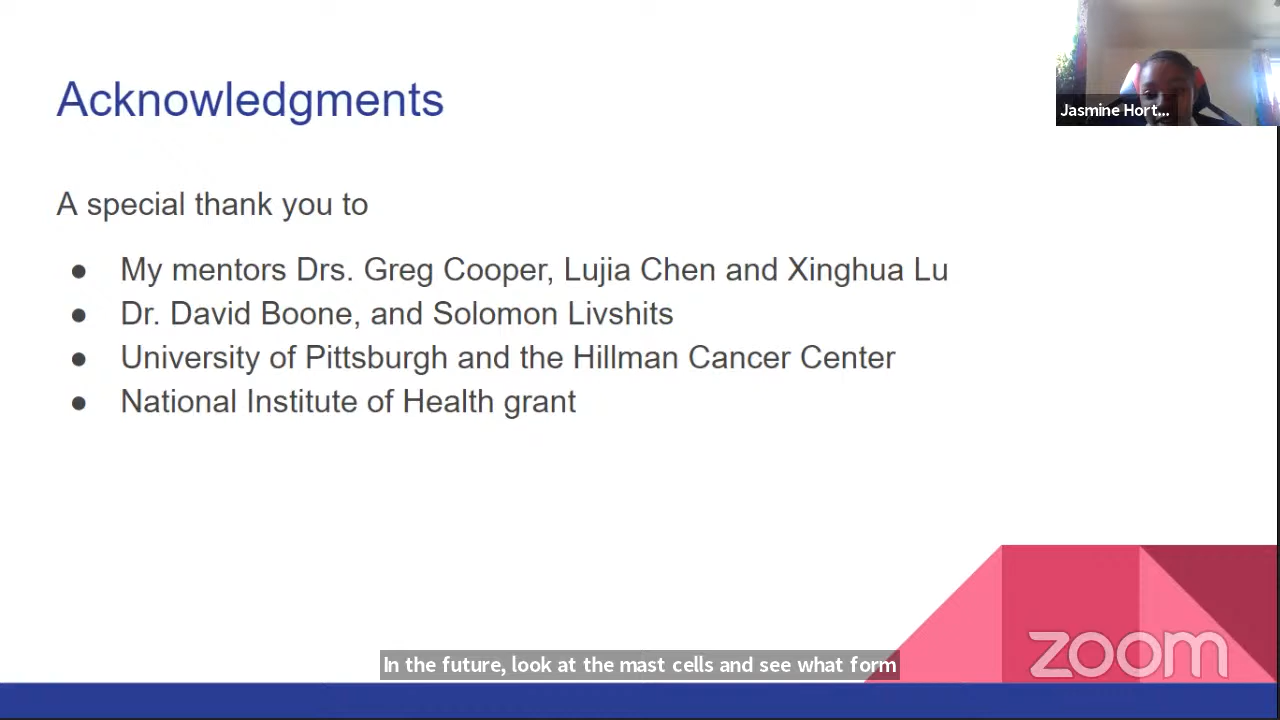 Acknowledgments
Jasmine Hort...
A special thank you to
● My mentors Drs. Greg Cooper, Lujia Chen and Xinghua Lu
● Dr. David Boone, and Solomon Livshits
● University of Pittsburgh and the Hillman Cancer Center
● National Institute of Health grant
In the future, look at the mast cells and see what form
zoom